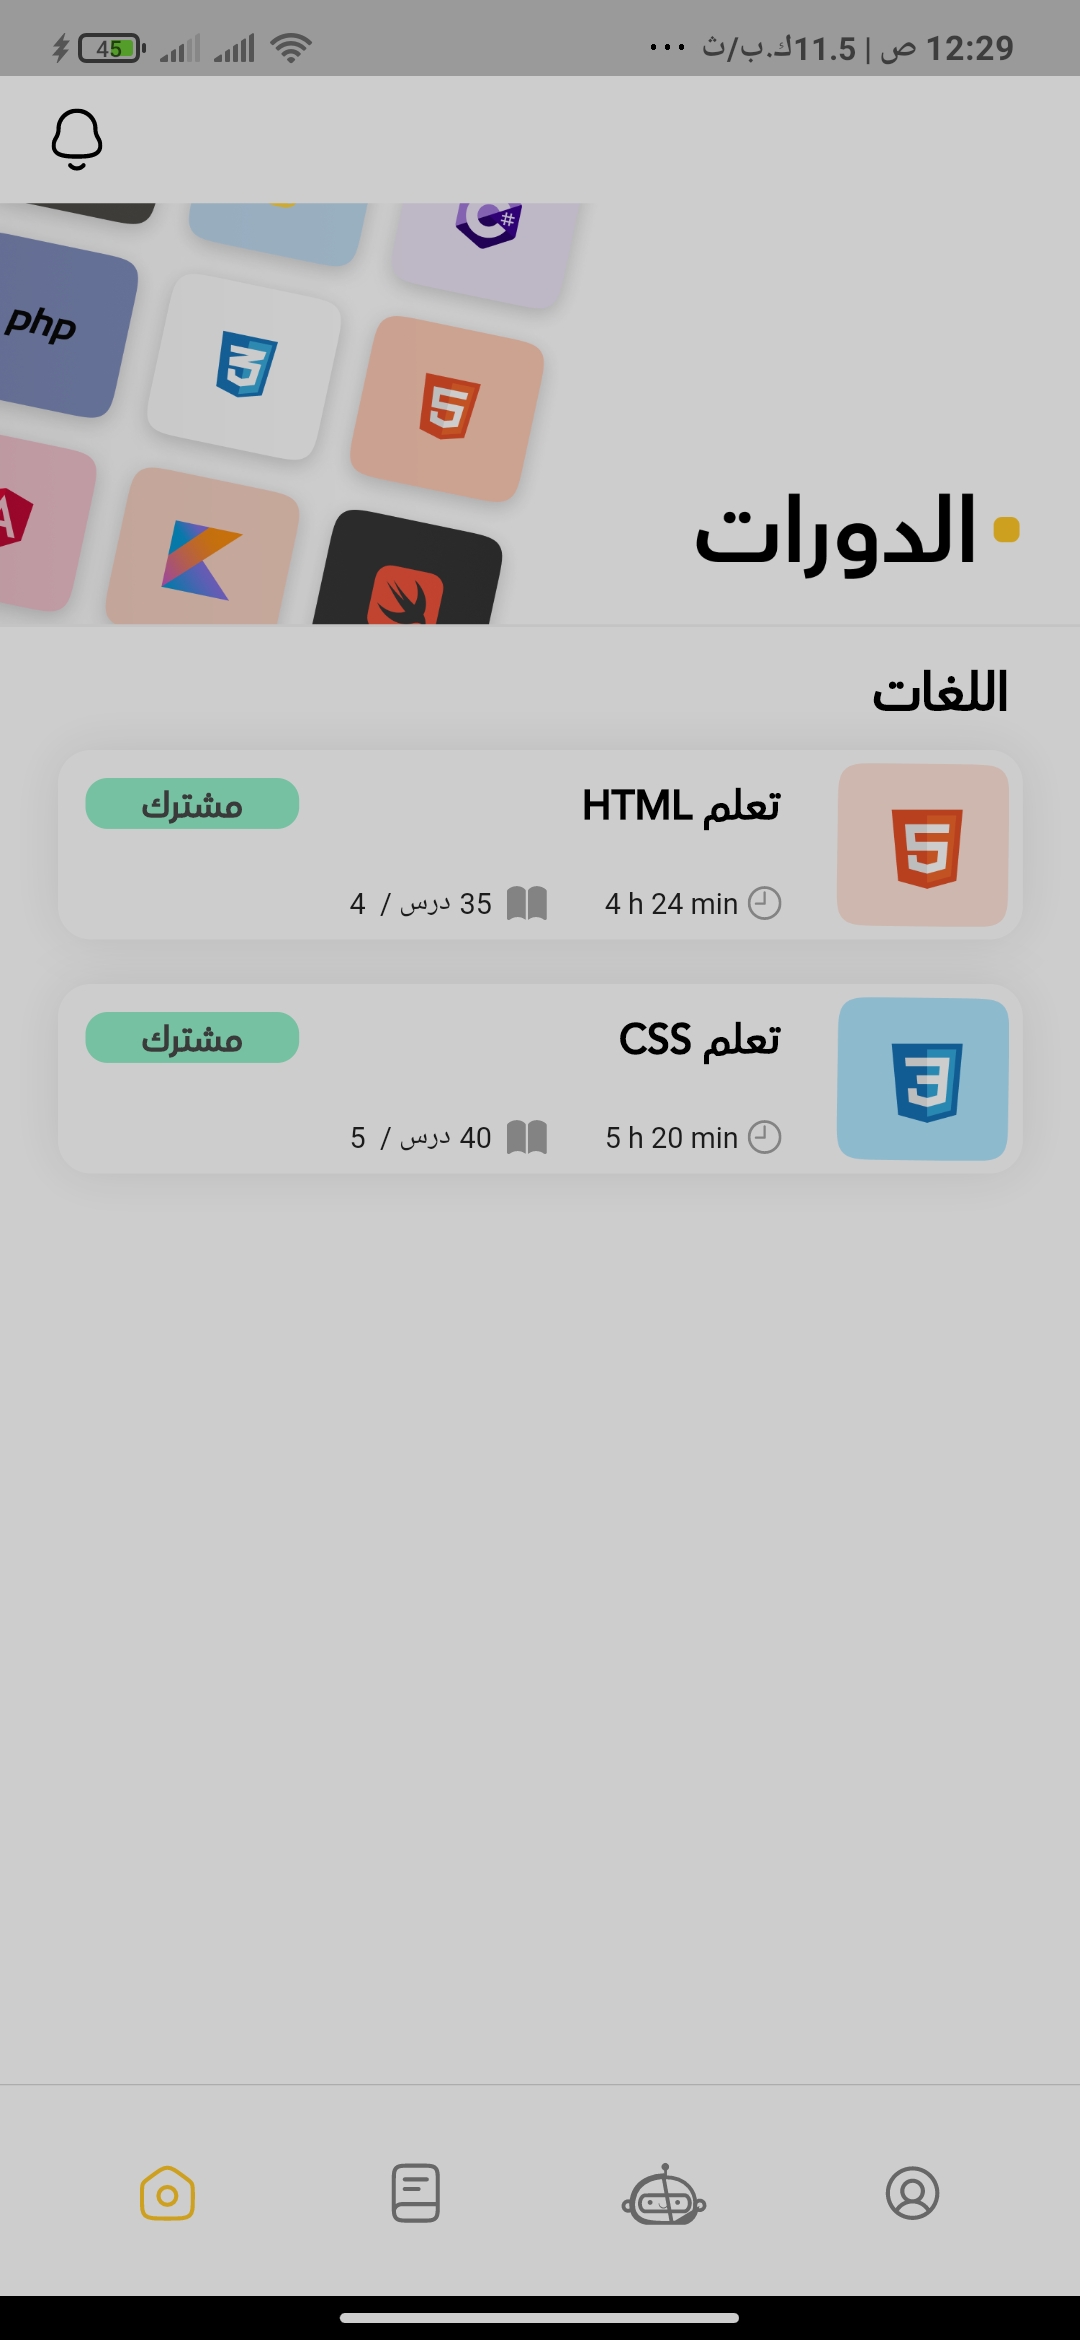 12:29 ص | 11.5ك.ب/ث ...
45
php
الدورات
اللغات
تعلم HTML
مشترك
4 h 24 min
35 درس / 4
تعلم CSS
مشترك
5 h 20 min
40 درس / 5